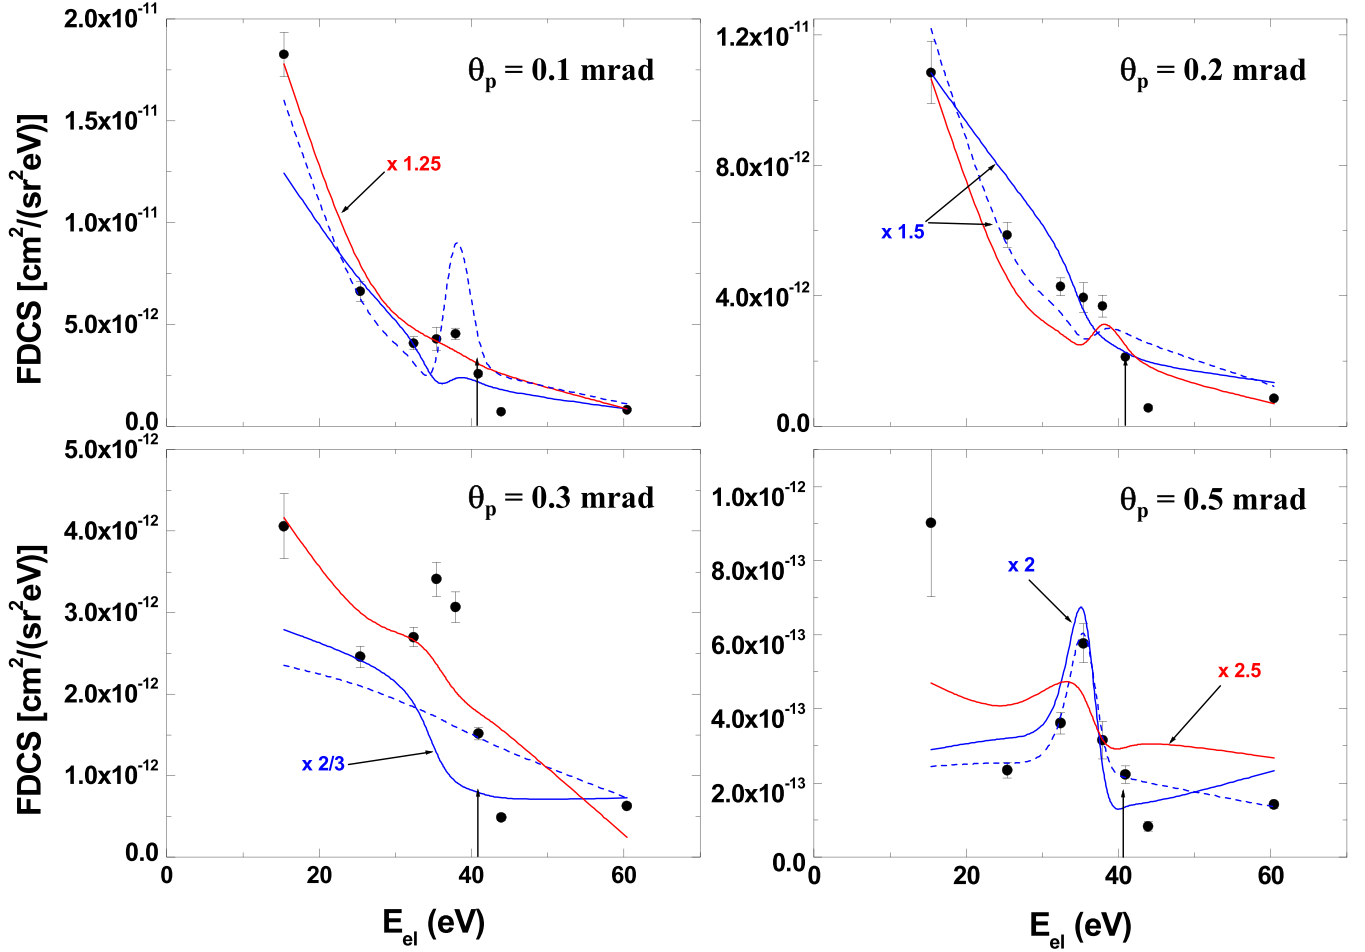 2.0x10⁻¹¹
1.5x10⁻¹¹
1.0x10⁻¹¹
5.0x10⁻¹²
0.0
FDCS [cm²/(sr²eV)]
θₚ = 0.1 mrad
x 1.25
1.2x10⁻¹¹
8.0x10⁻¹²
4.0x10⁻¹²
0.0
θₚ = 0.2 mrad
x 1.5
5.0x10⁻¹²
4.0x10⁻¹²
3.0x10⁻¹²
2.0x10⁻¹²
1.0x10⁻¹²
0.0
FDCS [cm²/(sr²eV)]
θₚ = 0.3 mrad
x 2/3
0 20 40 60
E_el (eV)
1.0x10⁻¹²
8.0x10⁻¹³
6.0x10⁻¹³
4.0x10⁻¹³
2.0x10⁻¹³
0.0
θₚ = 0.5 mrad
x 2
x 2.5
0 20 40 60
E_el (eV)